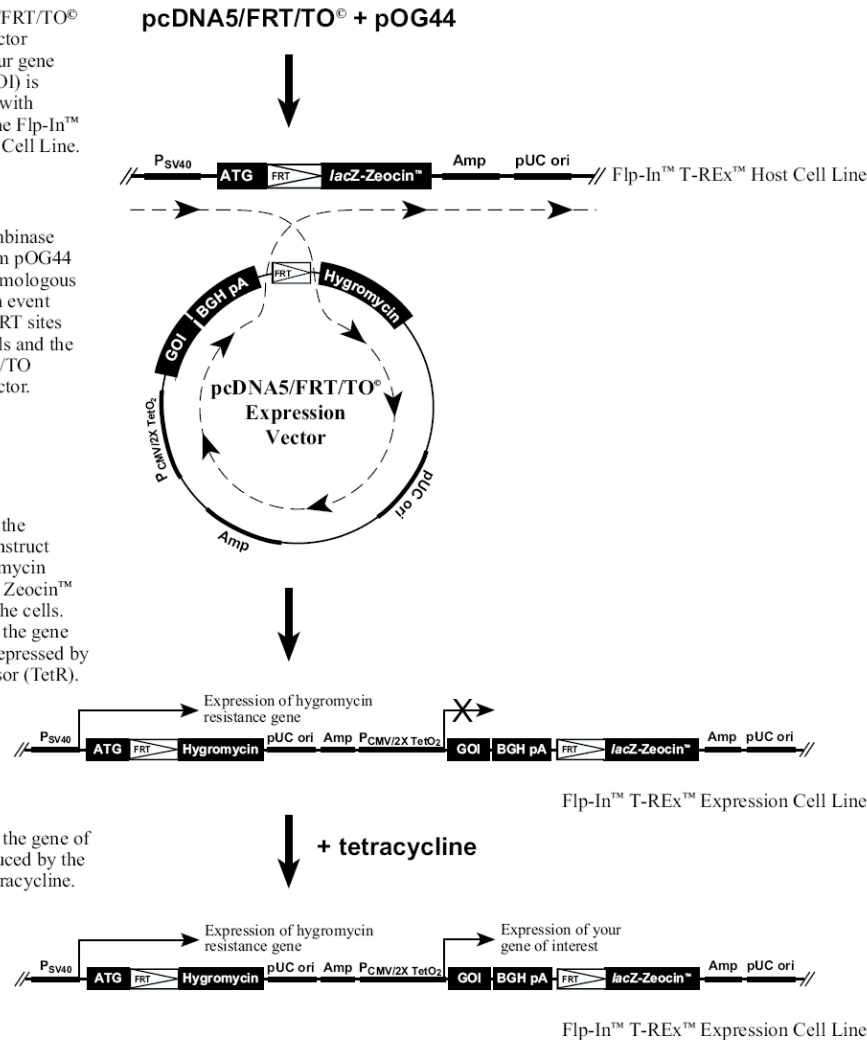 /FRT/TO©
ctor
ur gene
OI) is
with
ne Flp-In™
Cell Line.
pcDNA5/FRT/TO© + pOG44
PSV40 ATG FRT lacZ-Zeocin™ Amp pUC ori
Flp-In™ T-REx™ Host Cell Line
mbinase
m pOG44
mologous
n event
RT sites
ls and the
/TO
ctor.
FRT
Hygromycin
BGH pA
GOI
PCMV/2X TetO2
Amp
pUC ori
pcDNA5/FRT/TO©
Expression
Vector
the
nstruct
mycin
Zeocin™
he cells.
the gene
epressed by
sor (TetR).
Expression of hygromycin
resistance gene
X
PSV40 ATG FRT Hygromycin pUC ori Amp PCMV/2X TetO2 GOI BGH pA FRT lacZ-Zeocin™ Amp pUC ori
Flp-In™ T-REx™ Expression Cell Line
the gene of
uced by the
tracycline.
+ tetracycline
Expression of hygromycin
resistance gene
Expression of your
gene of interest
PSV40 ATG FRT Hygromycin pUC ori Amp PCMV/2X TetO2 GOI BGH pA FRT lacZ-Zeocin™ Amp pUC ori
Flp-In™ T-REx™ Expression Cell Line